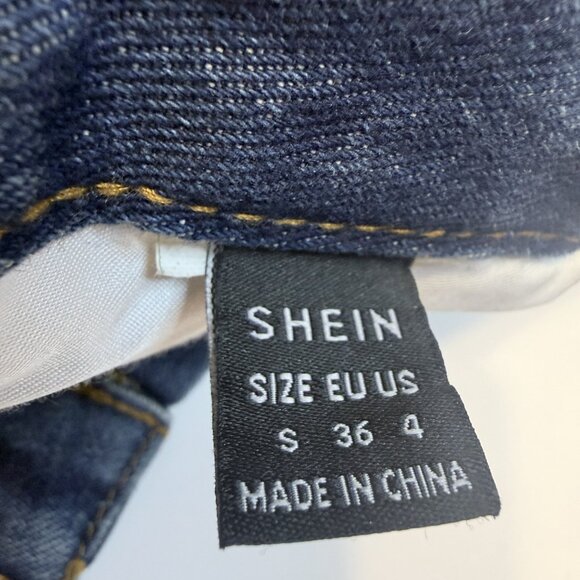 SHEIN
SIZE EU US
S 36 4
MADE IN CHINA